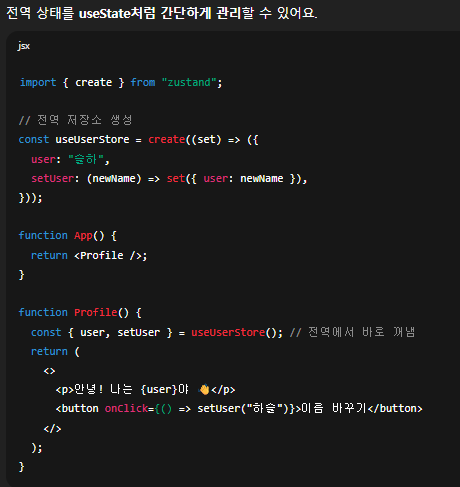 전역 상태를 useState처럼 간단하게 관리할 수 있어요.
jsx
import { create } from "zustand";
// 전역 저장소 생성
const useUserStore = create((set) => ({
  user: "슬하",
  setUser: (newName) => set({ user: newName }),
}));
function App() {
  return <Profile />;
}
function Profile() {
  const { user, setUser } = useUserStore(); // 전역에서 바로 꺼냄
  return (
    <>
      <p>안녕! 나는 {user}야 👋</p>
      <button onClick={() => setUser("하슬")}>이름 바꾸기</button>
    </>
  );
}